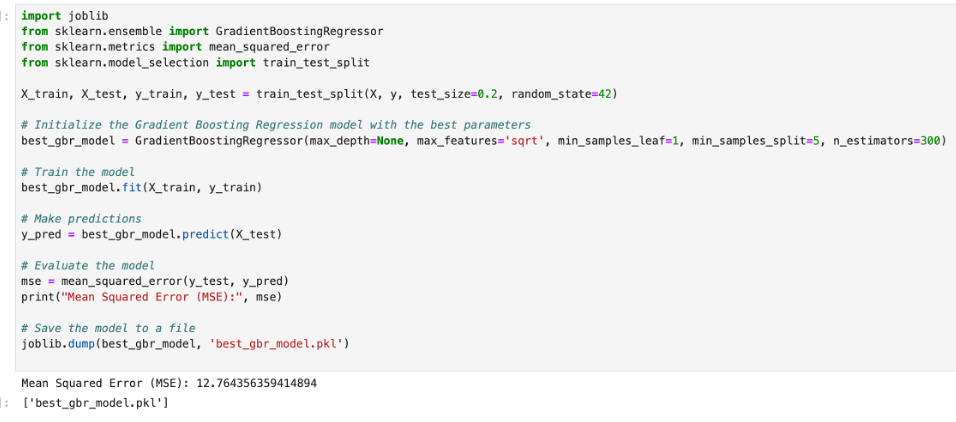 ]: import joblib
from sklearn.ensemble import GradientBoostingRegressor
from sklearn.metrics import mean_squared_error
from sklearn.model_selection import train_test_split
X_train, X_test, y_train, y_test = train_test_split(X, y, test_size=0.2, random_state=42)
# Initialize the Gradient Boosting Regression model with the best parameters
best_gbr_model = GradientBoostingRegressor(max_depth=None, max_features='sqrt', min_samples_leaf=1, min_samples_split=5, n_estimators=300)
# Train the model
best_gbr_model.fit(X_train, y_train)
# Make predictions
y_pred = best_gbr_model.predict(X_test)
# Evaluate the model
mse = mean_squared_error(y_test, y_pred)
print("Mean Squared Error (MSE):", mse)
# Save the model to a file
joblib.dump(best_gbr_model, 'best_gbr_model.pkl')
Mean Squared Error (MSE): 12.764356359414894
]: ['best_gbr_model.pkl']